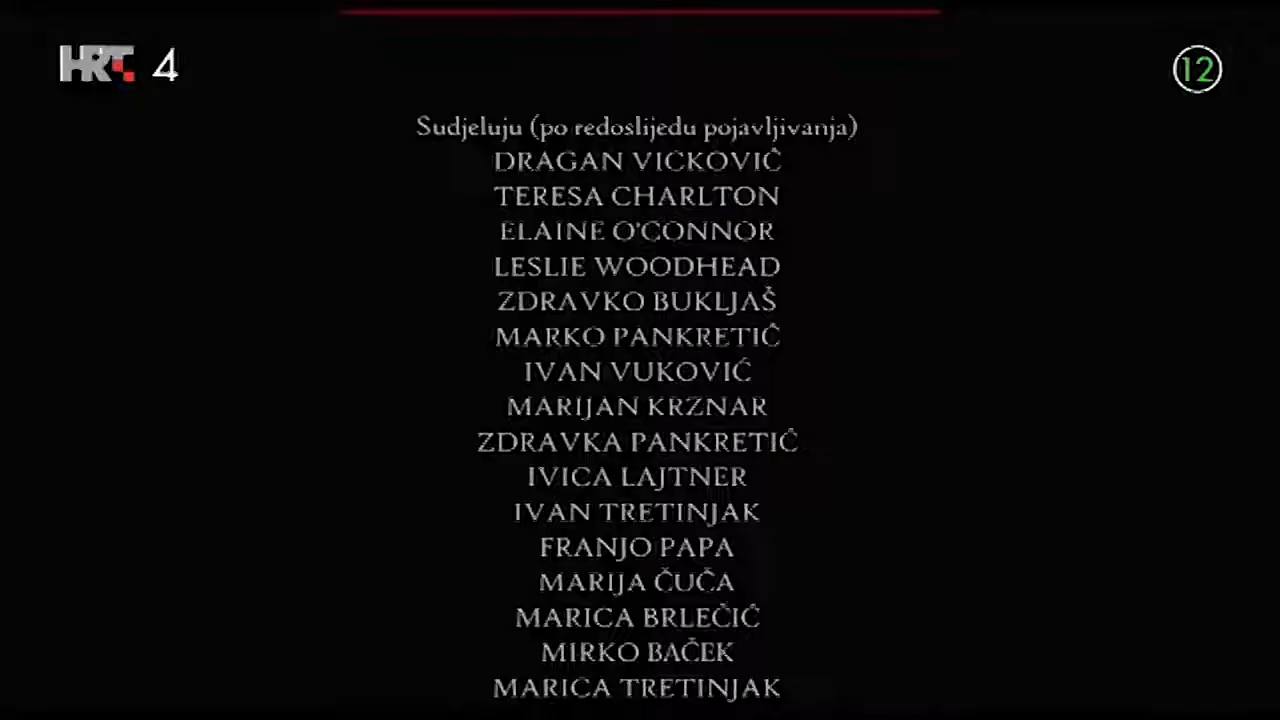 HRT 4
12
Sudjeluju (po redoslijedu pojavljivanja)
DRAGAN VICKOVIĆ
TERESA CHARLTON
ELAINE O'CONNOR
LESLIE WOODHEAD
ZDRAVKO BUKLJAŠ
MARKO PANKRETIĆ
IVAN VUKOVIĆ
MARIJAN KRZNAR
ZDRAVKA PANKRETIĆ
IVICA LAJTNER
IVAN TRETINJAK
FRANJO PAPA
MARIJA ČUČA
MARICA BRLEČIĆ
MIRKO BAČEK
MARICA TRETINJAK